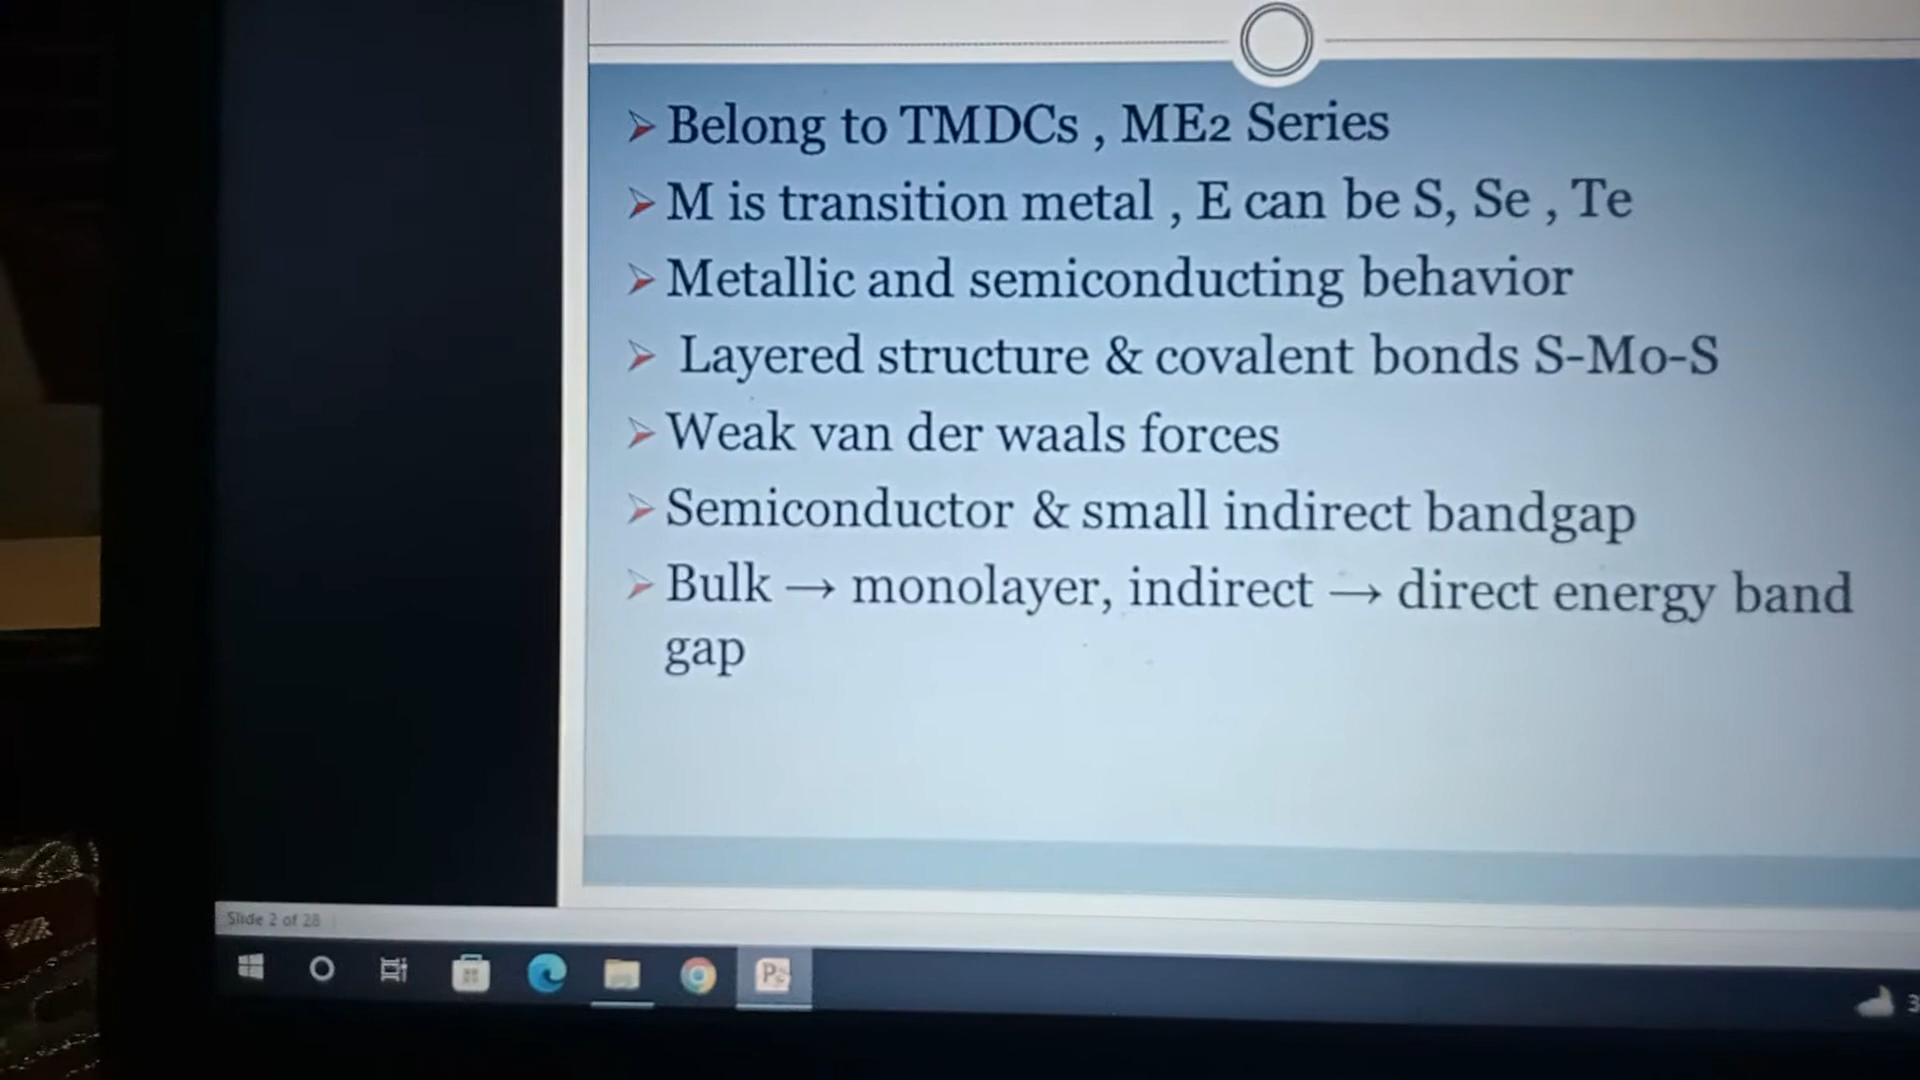 Belong to TMDCs , ME2 Series
M is transition metal , E can be S, Se , Te
Metallic and semiconducting behavior
Layered structure & covalent bonds S-Mo-S
Weak van der waals forces
Semiconductor & small indirect bandgap
Bulk → monolayer, indirect → direct energy band
gap
Slide 2 of 28